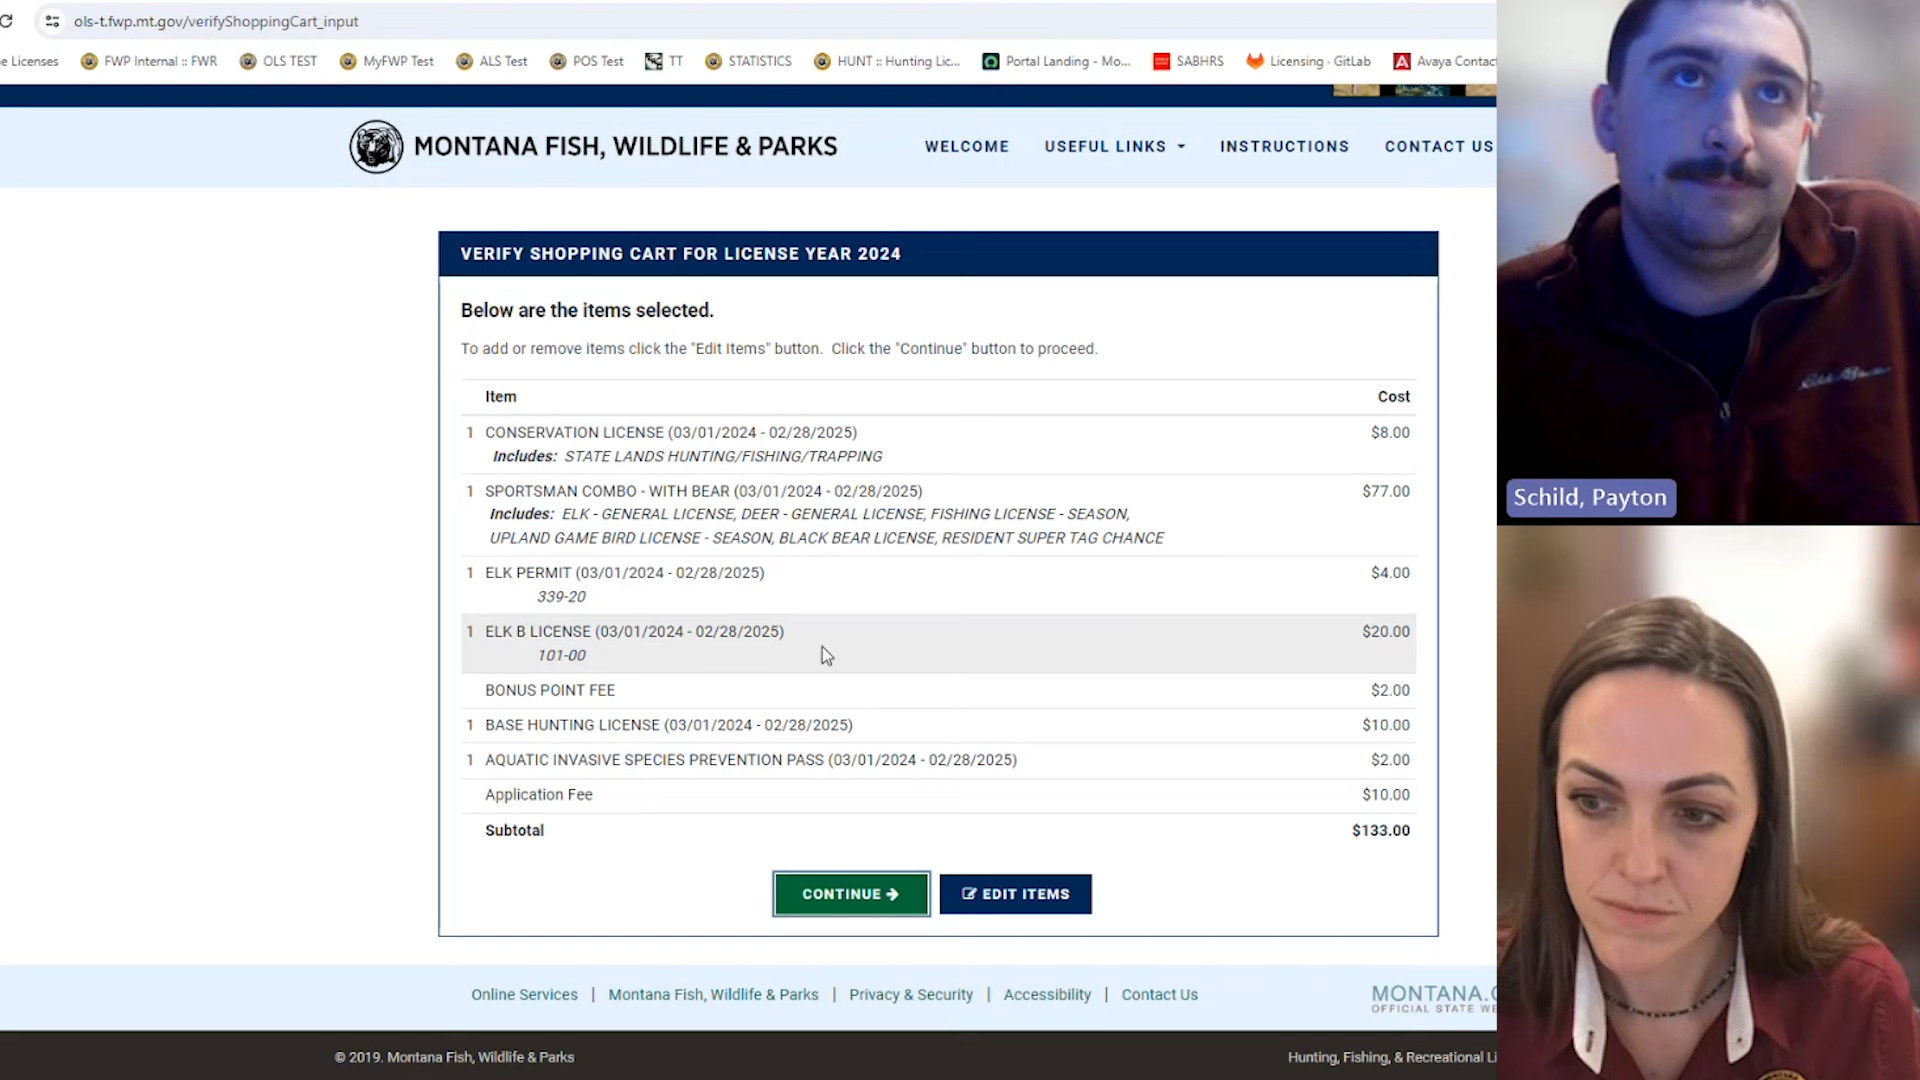 ols-t.fwp.mt.gov/verifyShoppingCart_input
e Licenses FWP Internal :: FWR OLS TEST MyFWP Test ALS Test POS Test TT STATISTICS HUNT :: Hunting Lic... Portal Landing - Mo... SABHRS Licensing · GitLab Avaya Contac
MONTANA FISH, WILDLIFE & PARKS WELCOME USEFUL LINKS INSTRUCTIONS CONTACT US
VERIFY SHOPPING CART FOR LICENSE YEAR 2024
Below are the items selected.
To add or remove items click the "Edit Items" button. Click the "Continue" button to proceed.
Item Cost
1 CONSERVATION LICENSE (03/01/2024 - 02/28/2025) $8.00
Includes: STATE LANDS HUNTING/FISHING/TRAPPING
1 SPORTSMAN COMBO - WITH BEAR (03/01/2024 - 02/28/2025) $77.00
Includes: ELK - GENERAL LICENSE, DEER - GENERAL LICENSE, FISHING LICENSE - SEASON,
UPLAND GAME BIRD LICENSE - SEASON, BLACK BEAR LICENSE, RESIDENT SUPER TAG CHANCE
1 ELK PERMIT (03/01/2024 - 02/28/2025) $4.00
339-20
1 ELK B LICENSE (03/01/2024 - 02/28/2025) $20.00
101-00
BONUS POINT FEE $2.00
1 BASE HUNTING LICENSE (03/01/2024 - 02/28/2025) $10.00
1 AQUATIC INVASIVE SPECIES PREVENTION PASS (03/01/2024 - 02/28/2025) $2.00
Application Fee $10.00
Subtotal $133.00
CONTINUE → EDIT ITEMS
Online Services | Montana Fish, Wildlife & Parks | Privacy & Security | Accessibility | Contact Us
MONTANA.
OFFICIAL STATE WE
© 2019. Montana Fish, Wildlife & Parks Hunting, Fishing, & Recreational Li
Schild, Payton